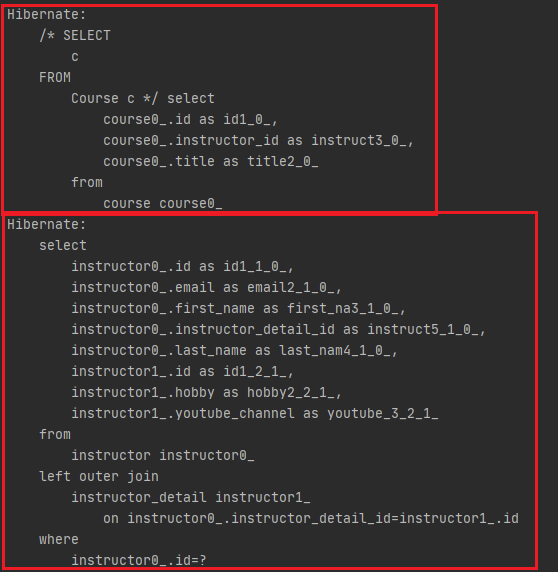 Hibernate:
/* SELECT
c
FROM
Course c */ select
course0_.id as id1_0_,
course0_.instructor_id as instruct3_0_,
course0_.title as title2_0_
from
course course0_
Hibernate:
select
instructor0_.id as id1_1_0_,
instructor0_.email as email2_1_0_,
instructor0_.first_name as first_na3_1_0_,
instructor0_.instructor_detail_id as instruct5_1_0_,
instructor0_.last_name as last_nam4_1_0_,
instructor1_.id as id1_2_1_,
instructor1_.hobby as hobby2_2_1_,
instructor1_.youtube_channel as youtube_3_2_1_
from
instructor instructor0_
left outer join
instructor_detail instructor1_
on instructor0_.instructor_detail_id=instructor1_.id
where
instructor0_.id=?